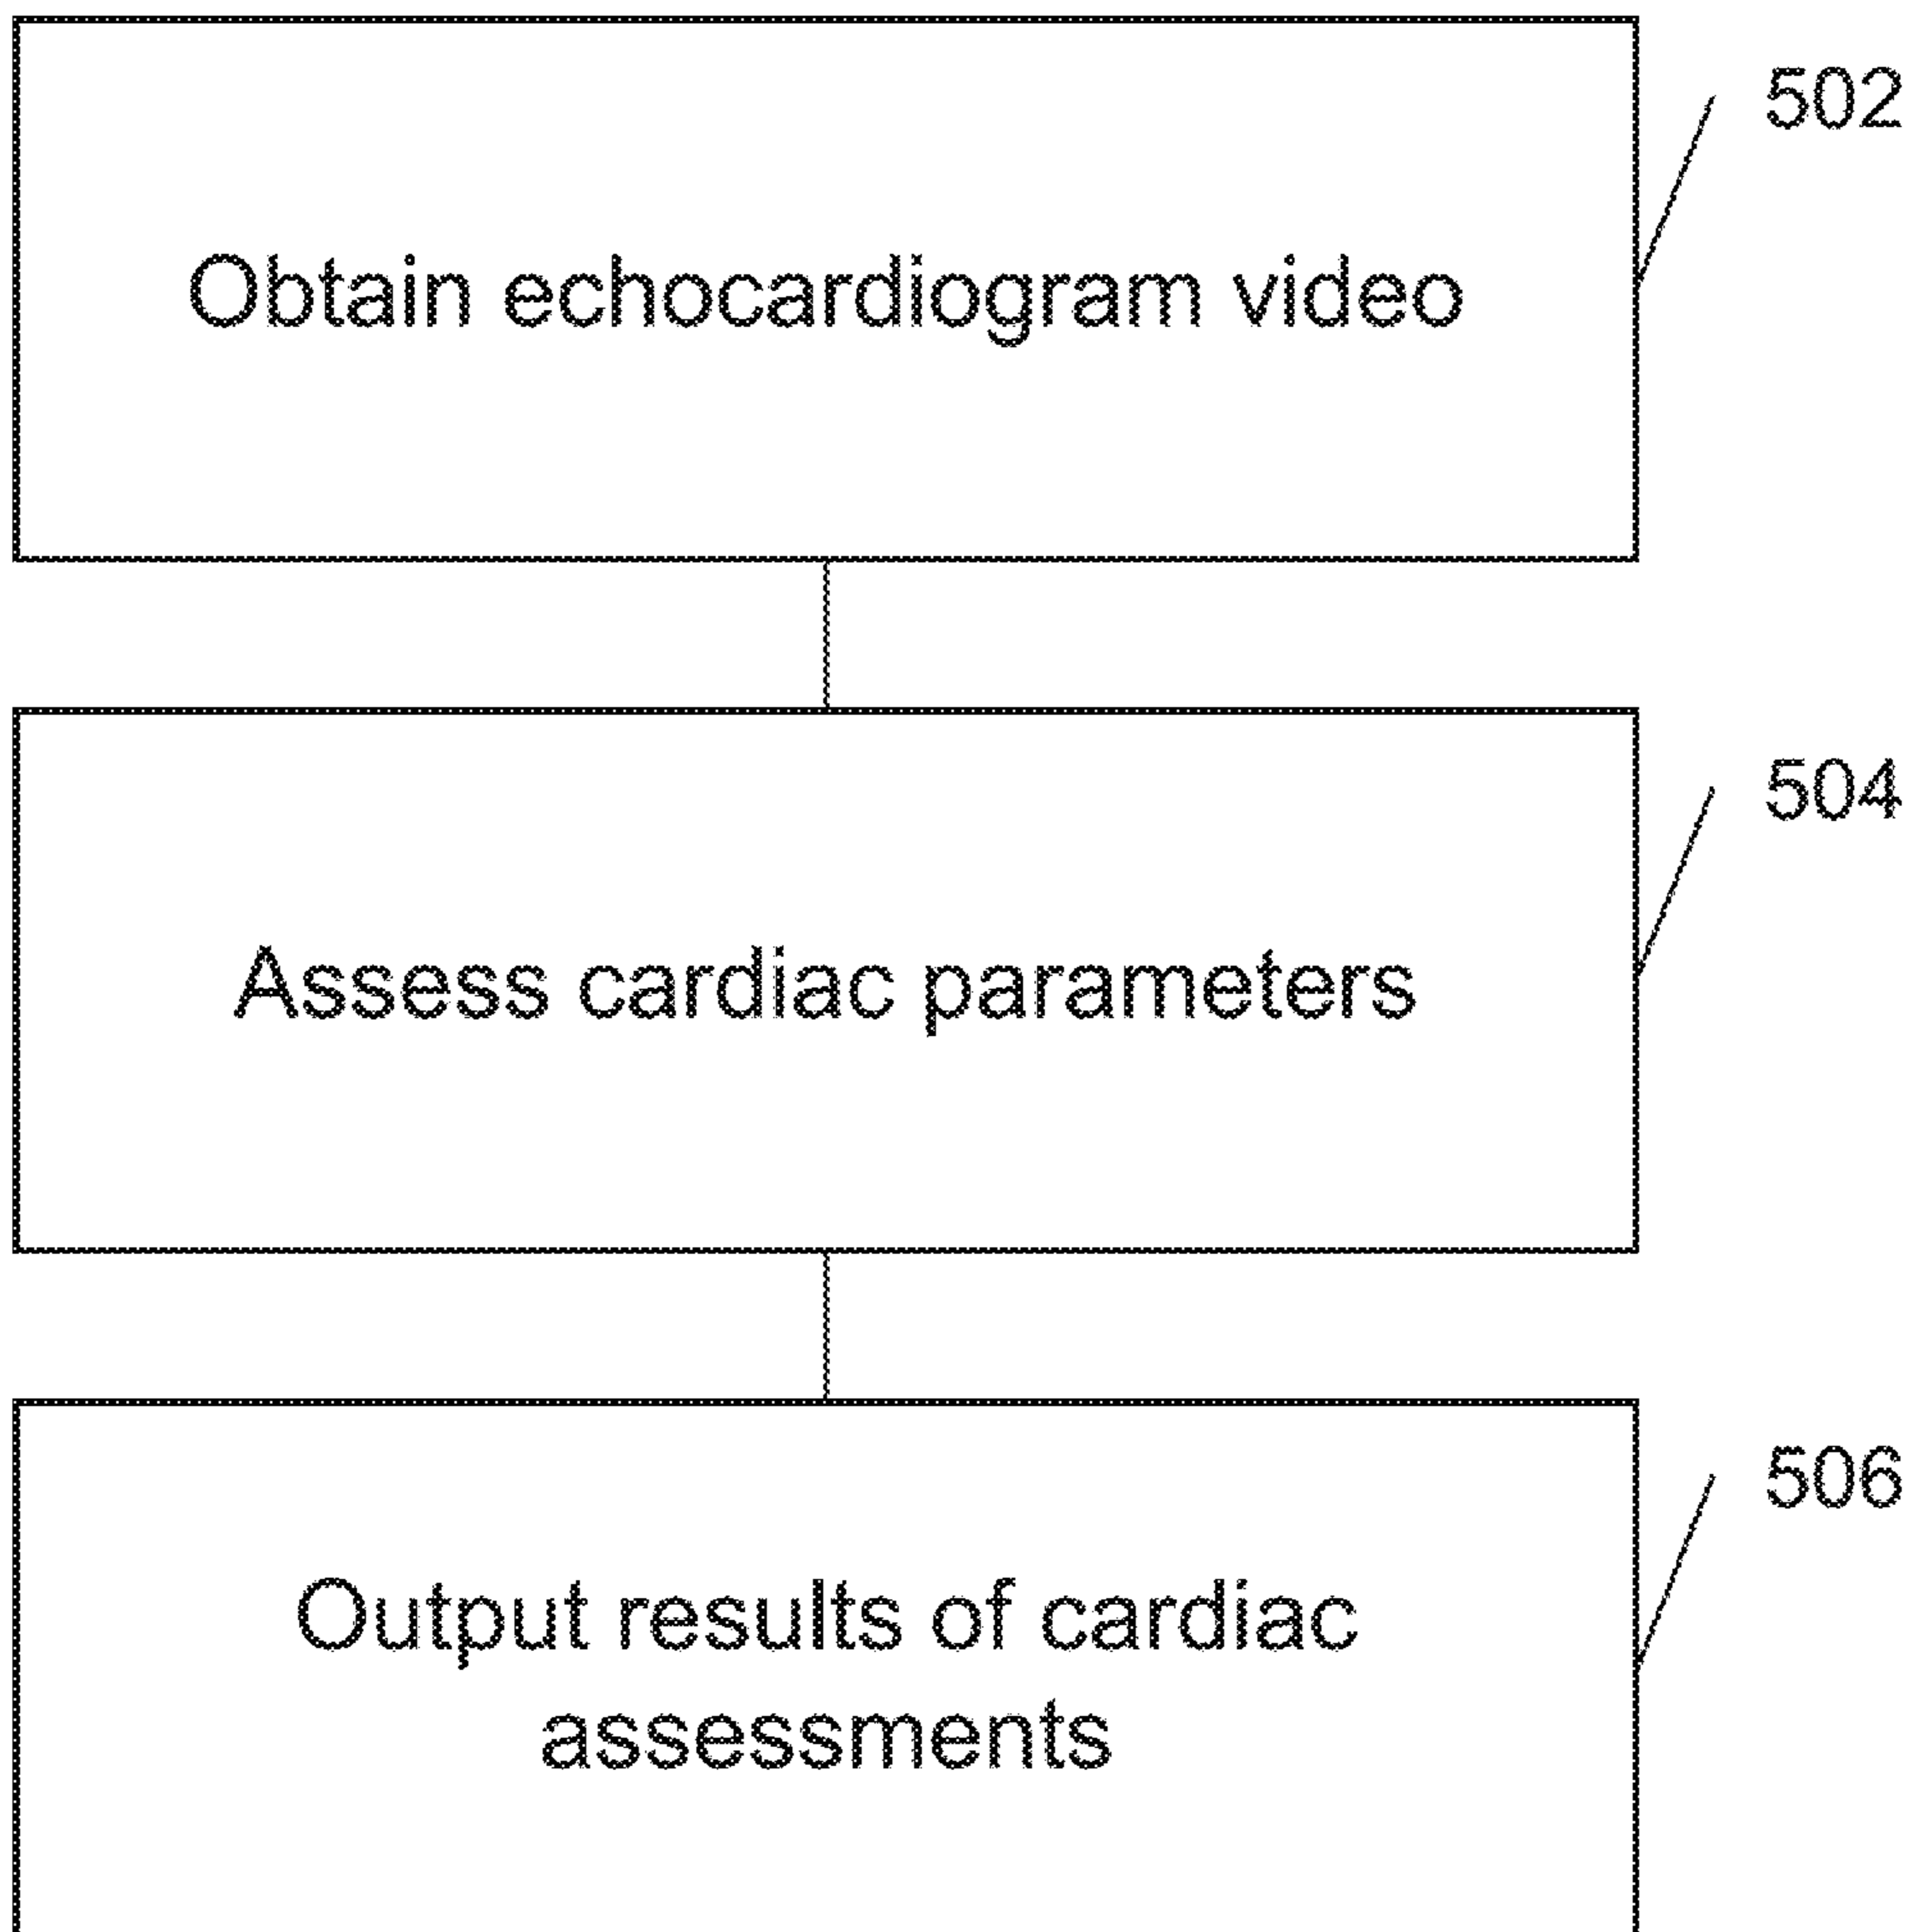 502
Obtain echocardiogram video
504
Assess cardiac parameters
506
Output results of cardiac
assessments